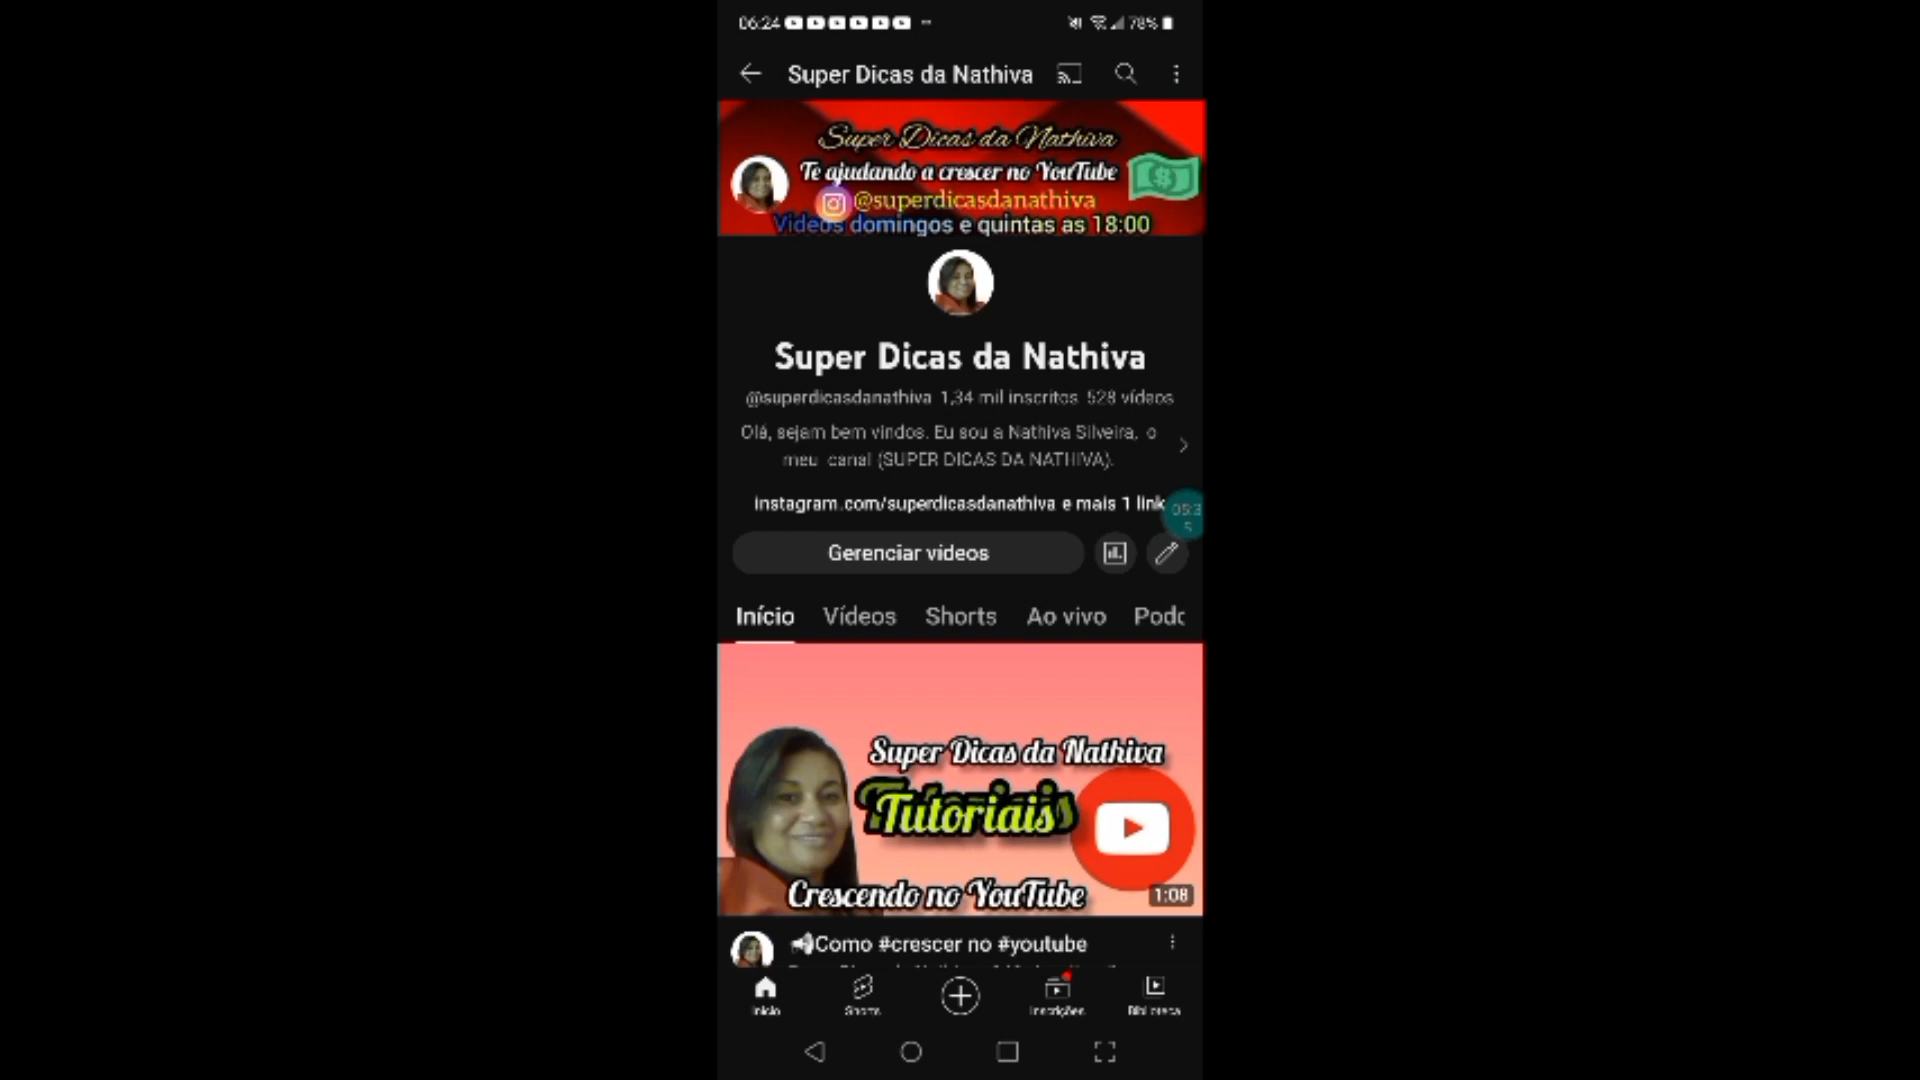 06:24
78%
Super Dicas da Nathiva
Super Dicas da Nathiva
Te ajudando a crescer no YouTube
@superdicasdanathiva
Vídeos domingos e quintas as 18:00
Super Dicas da Nathiva
@superdicasdanathiva 1,34 mil inscritos 528 vídeos
Olá, sejam bem vindos. Eu sou a Nathiva Silveira, o
meu canal (SUPER DICAS DA NATHIVA).
instagram.com/superdicasdanathiva e mais 1 link
05:3
5
Gerenciar vídeos
Início Vídeos Shorts Ao vivo Podc
Super Dicas da Nathiva
Tutoriais
Crescendo no YouTube
1:08
Como #crescer no #youtube
Início Shorts Inscrições Biblioteca